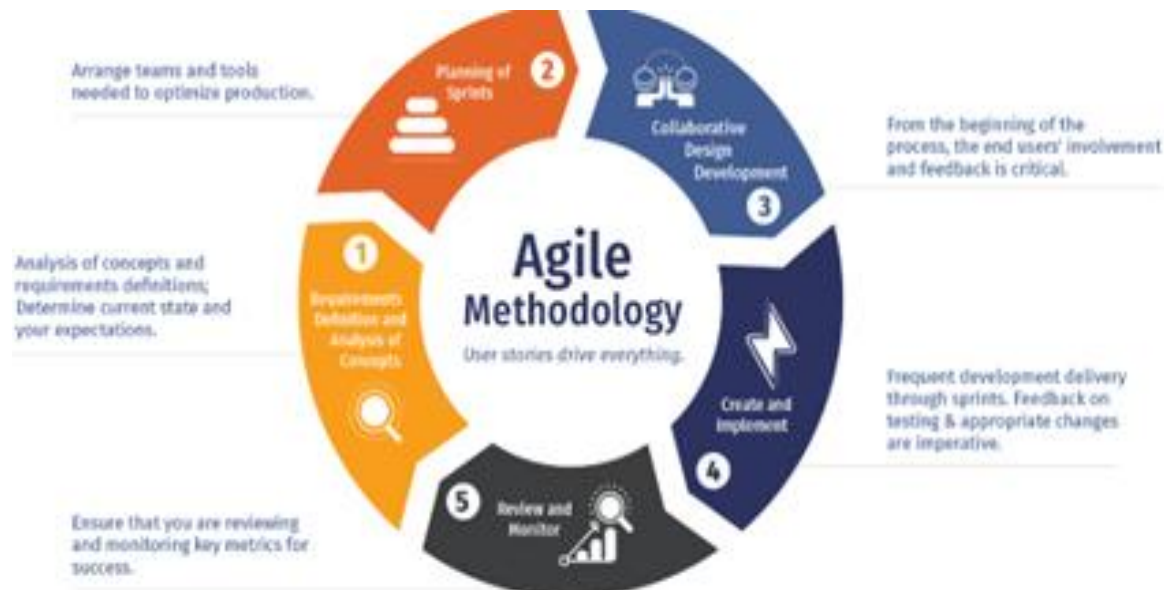 Agile
Methodology
User stories drive everything.
1
Requirements
Definition and
Analysis of
Concepts
Analysis of concepts and
requirements definitions;
Determine current state and
your expectations.
2
Planning of
Sprints
Arrange teams and tools
needed to optimize production.
Collaborative
Design
Development
3
From the beginning of the
process, the end users' involvement
and feedback is critical.
Create and
Implement
4
Frequent development delivery
through sprints. Feedback on
testing & appropriate changes
are imperative.
5
Review and
Monitor
Ensure that you are reviewing
and monitoring key metrics for
success.